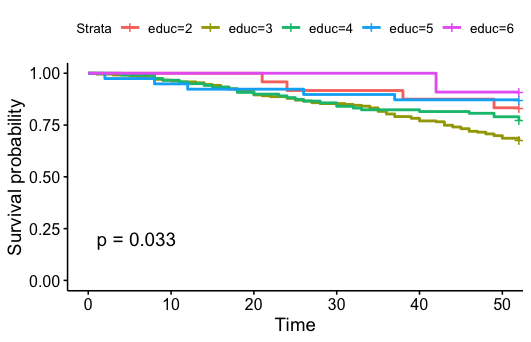 Strata educ=2 educ=3 educ=4 educ=5 educ=6
1.00
0.75
0.50
0.25
0.00
Survival probability
p = 0.033
0 10 20 30 40 50
Time